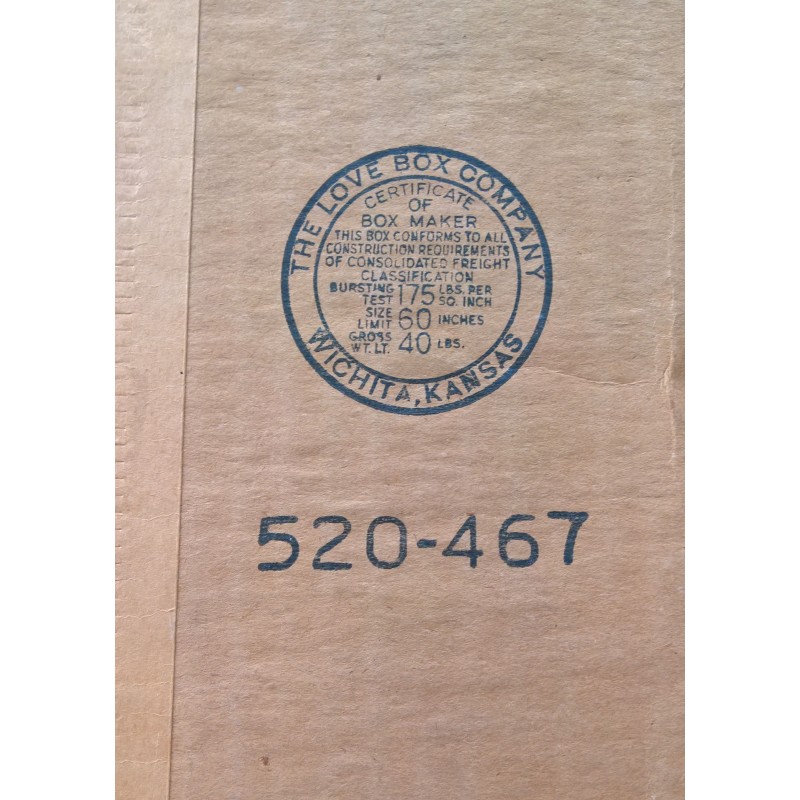 THE LOVE BOX COMPANY
CERTIFICATE
OF
BOX MAKER
THIS BOX CONFORMS TO ALL
CONSTRUCTION REQUIREMENTS
OF CONSOLIDATED FREIGHT
CLASSIFICATION
BURSTING TEST 175 LBS. PER SQ. INCH
SIZE LIMIT 60 INCHES
GROSS WT. LT. 40 LBS.
WICHITA, KANSAS
520-467